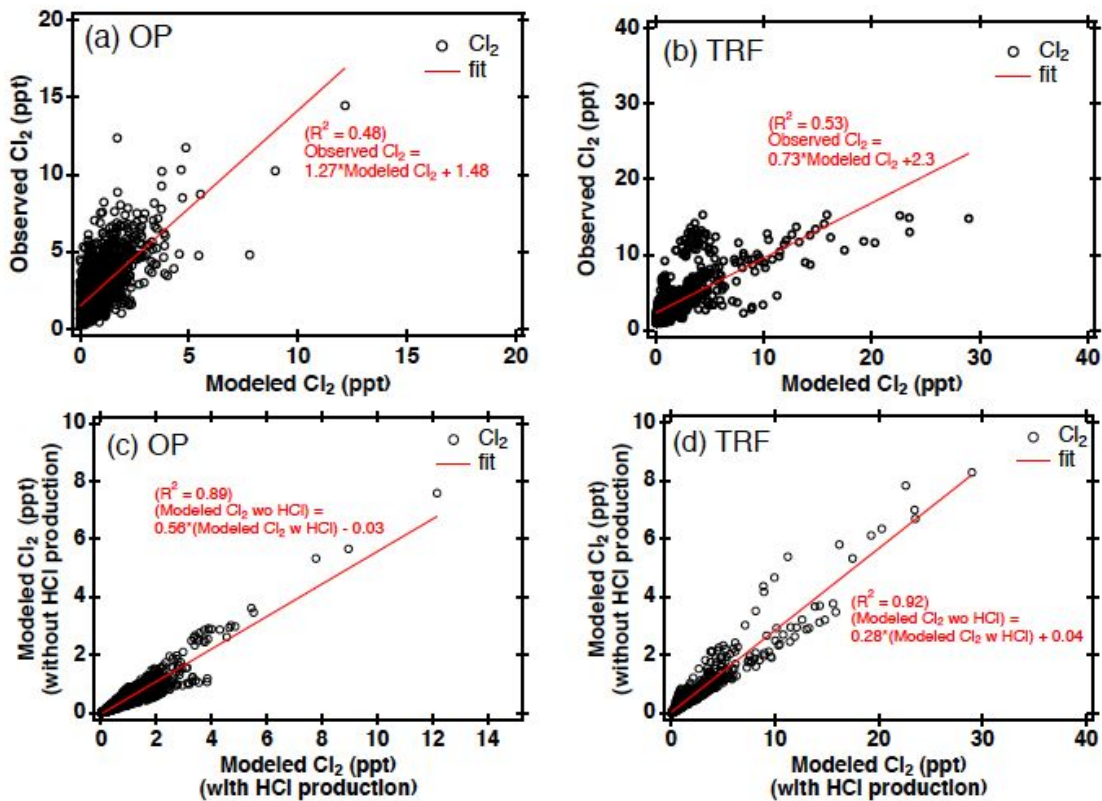 (a) OP
Cl₂
fit
(R² = 0.48)
Observed Cl₂ =
1.27*Modeled Cl₂ + 1.48
Observed Cl₂ (ppt)
20
15
10
5
0
0 5 10 15 20
Modeled Cl₂ (ppt)
(b) TRF
Cl₂
fit
(R² = 0.53)
Observed Cl₂ =
0.73*Modeled Cl₂ +2.3
Observed Cl₂ (ppt)
40
30
20
10
0
0 10 20 30 40
Modeled Cl₂ (ppt)
(c) OP
Cl₂
fit
(R² = 0.89)
(Modeled Cl₂ wo HCl) =
0.56*(Modeled Cl₂ w HCl) - 0.03
Modeled Cl₂ (ppt)
(without HCl production)
10
8
6
4
2
0
0 2 4 6 8 10 12 14
Modeled Cl₂ (ppt)
(with HCl production)
(d) TRF
Cl₂
fit
(R² = 0.92)
(Modeled Cl₂ wo HCl) =
0.28*(Modeled Cl₂ w HCl) + 0.04
Modeled Cl₂ (ppt)
(without HCl production)
10
8
6
4
2
0
0 10 20 30 40
Modeled Cl₂ (ppt)
(with HCl production)